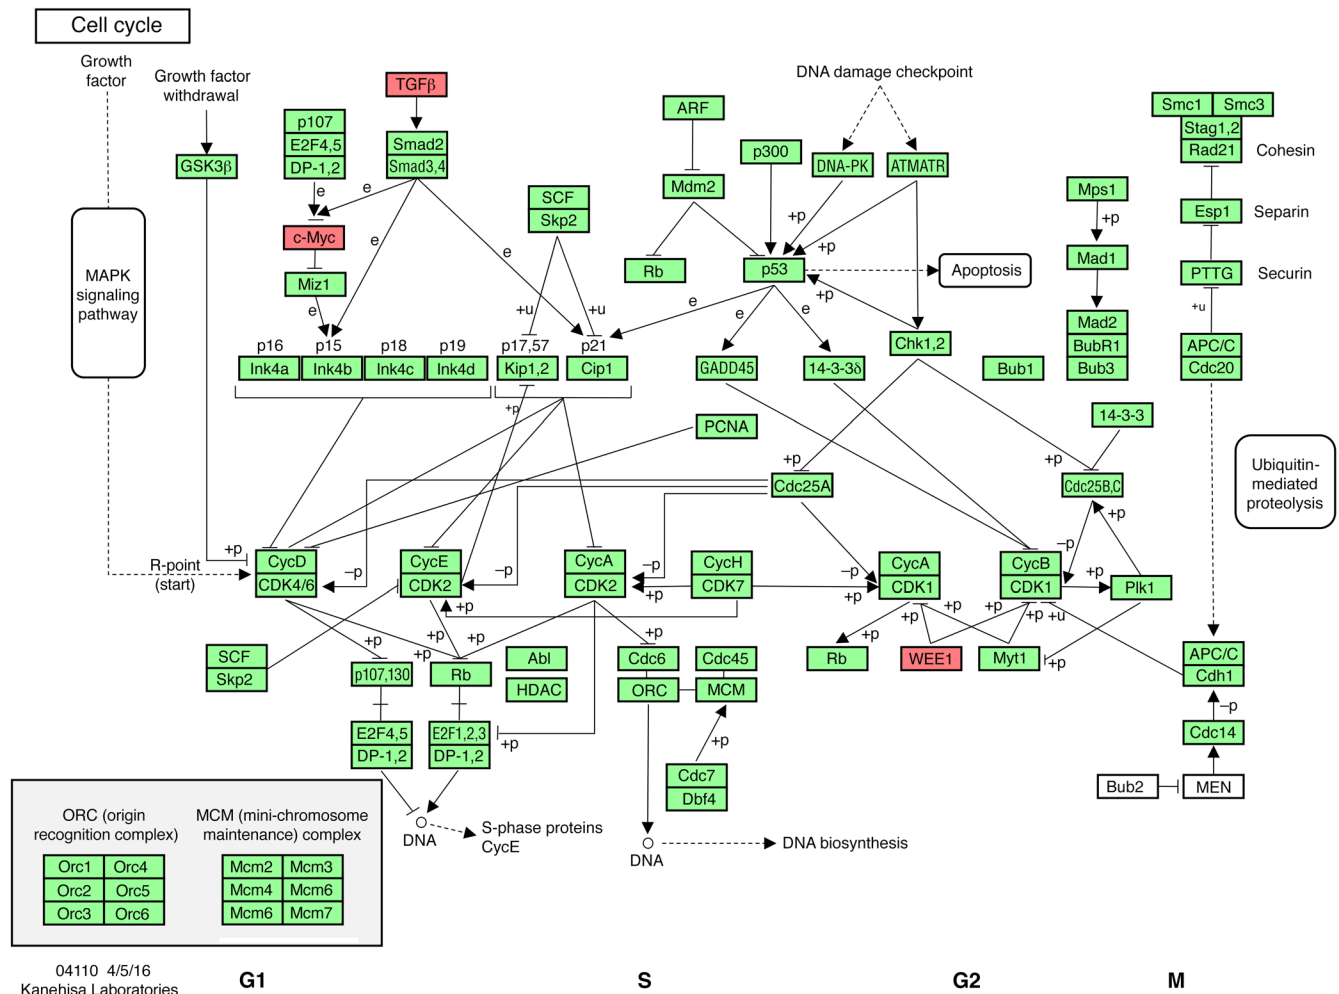 Cell cycle
Growth
factor
Growth factor
withdrawal
TGFβ
DNA damage checkpoint
p107
E2F4,5
DP-1,2
Smad2
Smad3,4
ARF
p300
DNA-PK
ATMATR
Smc1
Smc3
Stag1,2
Rad21
Cohesin
GSK3β
e
e
SCF
Skp2
Mdm2
+p
+p
Mps1
+p
Esp1
Separin
c-Myc
e
e
Miz1
e
Rb
p53
Apoptosis
+p
Mad1
PTTG
Securin
MAPK
signaling
pathway
+u
+u
e
e
+u
Mad2
BubR1
Bub3
APC/C
Cdc20
p16
p15
p18
p19
p17,57
p21
Ink4a
Ink4b
Ink4c
Ink4d
Kip1,2
Cip1
GADD45
14-3-3δ
Chk1,2
Bub1
+p
PCNA
14-3-3
+p
+p
Cdc25A
Cdc25B,C
+p
Ubiquitin-
mediated
proteolysis
R-point
(start)
+p
CycD
CDK4/6
–p
CycE
CDK2
–p
+p
CycA
CDK2
–p
+p
CycH
CDK7
–p
+p
CycA
CDK1
CycB
CDK1
–p
+p
Plk1
+p
+p
+p
+p
+p
+p
+p
+p
+u
SCF
Skp2
p107,130
Rb
Abl
HDAC
Cdc6
Cdc45
ORC
MCM
Rb
WEE1
Myt1
+p
APC/C
Cdh1
–p
E2F4,5
DP-1,2
E2F1,2,3
DP-1,2
+p
+p
Cdc7
Dbf4
Cdc14
Bub2
MEN
DNA
S-phase proteins
CycE
DNA
DNA biosynthesis
ORC (origin
recognition complex)
MCM (mini-chromosome
maintenance) complex
Orc1
Orc4
Mcm2
Mcm3
Orc2
Orc5
Mcm4
Mcm6
Orc3
Orc6
Mcm6
Mcm7
04110 4/5/16
Kanehisa Laboratories
G1
S
G2
M